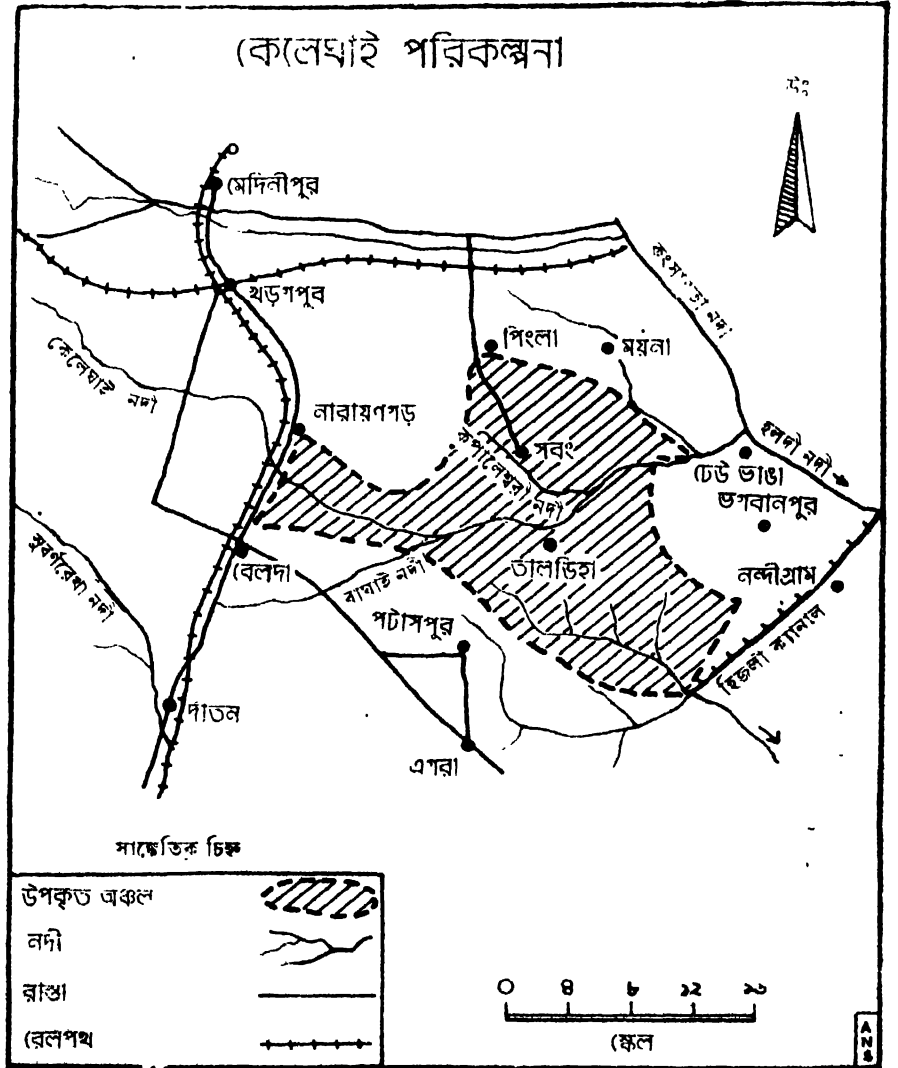 কেলেঘাই পরিকল্পনা
উঃ
মেদিনীপুর
খড়গপুর
কেলেঘাই নদী
নারায়ণগড়
পিংলা
ময়না
নদী
সবং
কপালেশ্বরী নদী
হলদী নদী
ঢেউ ভাঙা
ভগবানপুর
সুবর্ণরেখা নদী
বেলদা
বাঘাই নদী
তালডিহা
নন্দীগ্রাম
পটাসপুর
হিজলী ক্যানাল
দাঁতন
এগরা
সাঙ্কেতিক চিহ্ন
উপকৃত অঞ্চল
নদী
রাস্তা
রেলপথ
০ ৪ ৮ ১২ ১৬
স্কেল
ANS